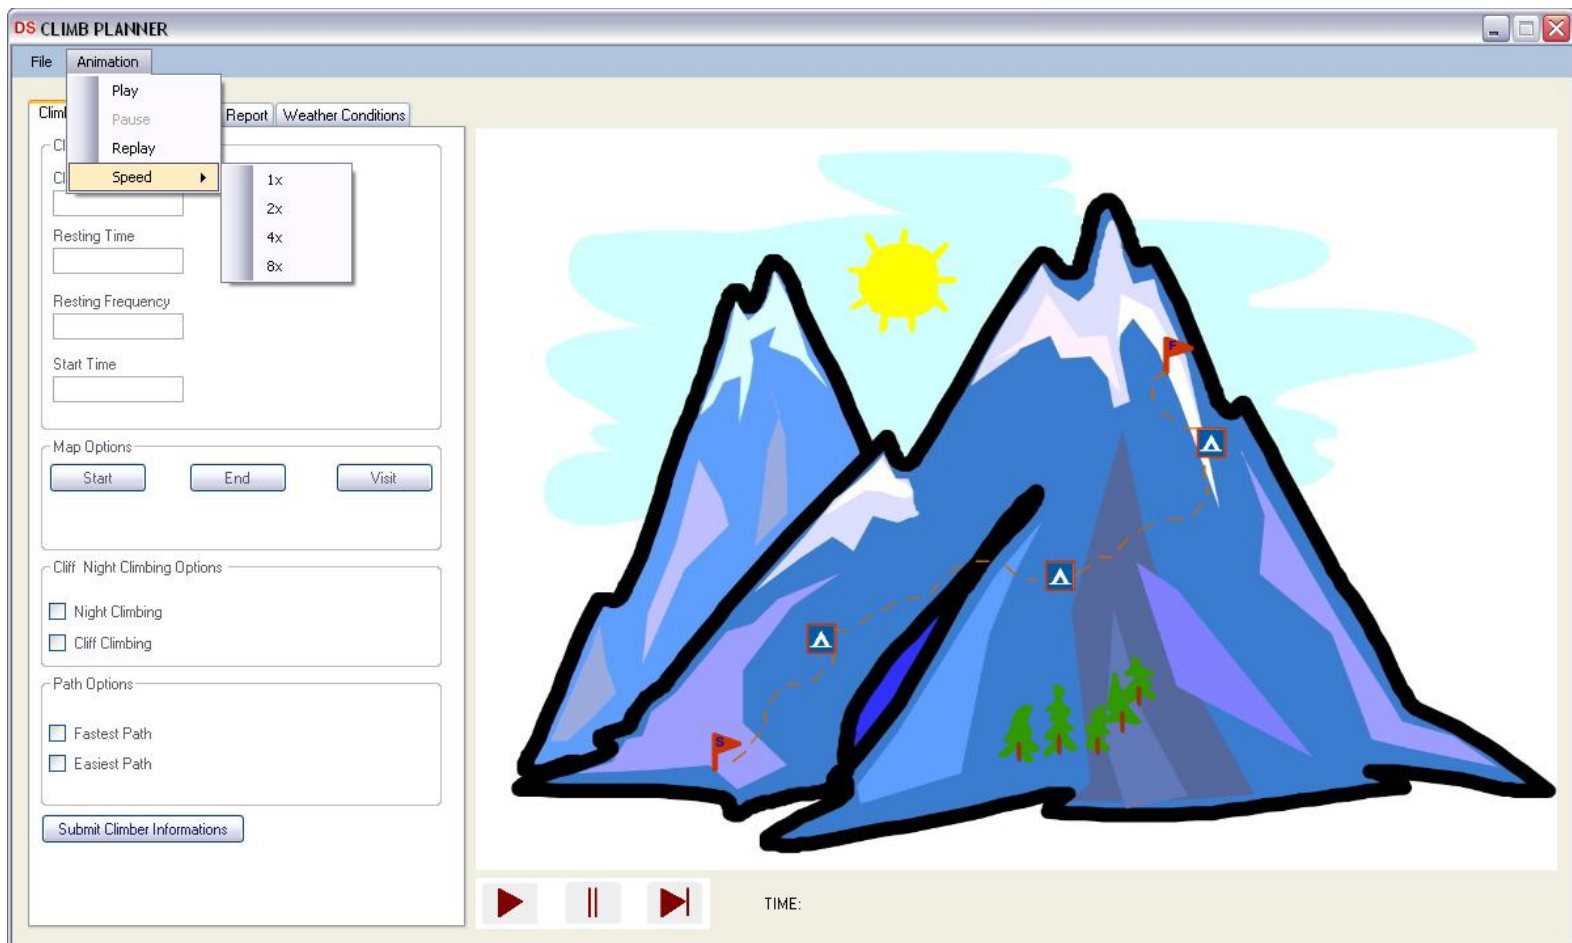 DS CLIMB PLANNER
File Animation
Play
Pause
Replay
Speed
1x
2x
4x
8x
Report Weather Conditions
Resting Time
Resting Frequency
Start Time
Map Options
Start End Visit
Cliff Night Climbing Options
Night Climbing
Cliff Climbing
Path Options
Fastest Path
Easiest Path
Submit Climber Informations
F
S
TIME: